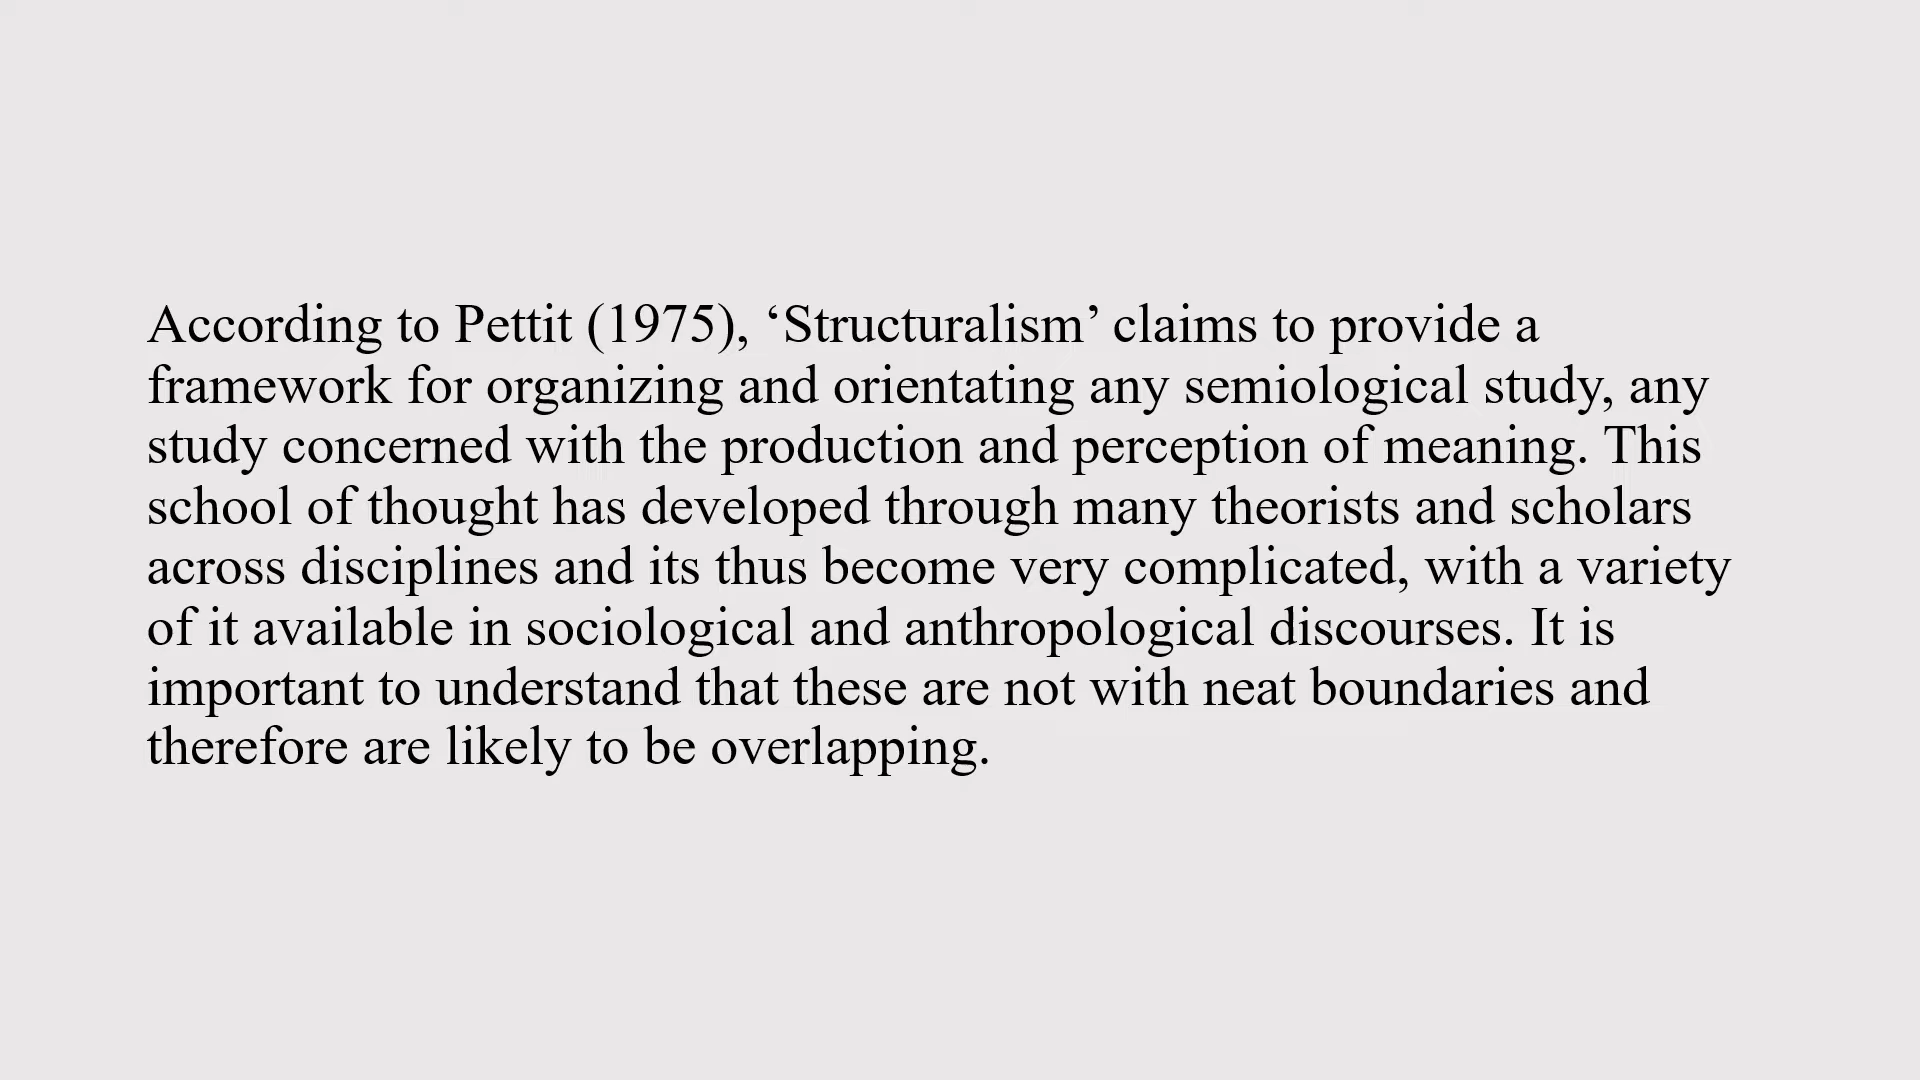 According to Pettit (1975), ‘Structuralism’ claims to provide a
framework for organizing and orientating any semiological study, any
study concerned with the production and perception of meaning. This
school of thought has developed through many theorists and scholars
across disciplines and its thus become very complicated, with a variety
of it available in sociological and anthropological discourses. It is
important to understand that these are not with neat boundaries and
therefore are likely to be overlapping.